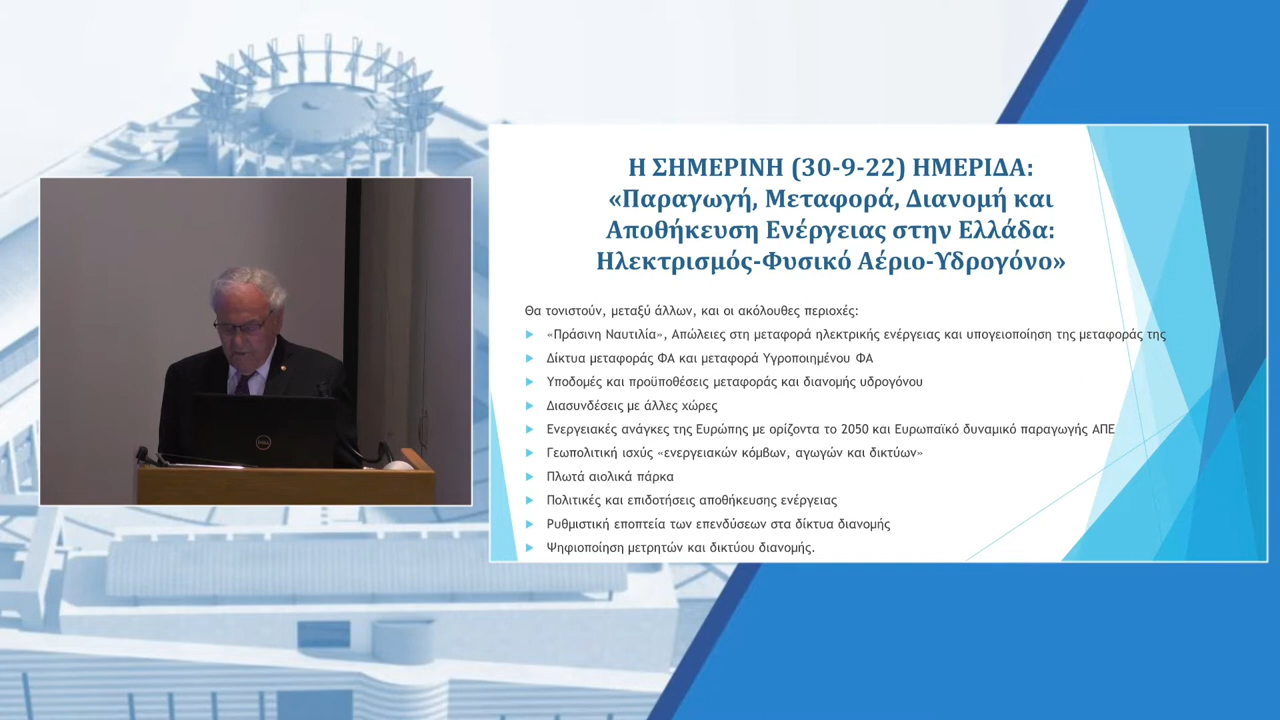 Η ΣΗΜΕΡΙΝΗ (30-9-22) ΗΜΕΡΙΔΑ:
«Παραγωγή, Μεταφορά, Διανομή και
Αποθήκευση Ενέργειας στην Ελλάδα:
Ηλεκτρισμός-Φυσικό Αέριο-Υδρογόνο»
Θα τονιστούν, μεταξύ άλλων, και οι ακόλουθες περιοχές:
«Πράσινη Ναυτιλία», Απώλειες στη μεταφορά ηλεκτρικής ενέργειας και υπογειοποίηση της μεταφοράς της
Δίκτυα μεταφοράς ΦΑ και μεταφορά Υγροποιημένου ΦΑ
Υποδομές και προϋποθέσεις μεταφοράς και διανομής υδρογόνου
Διασυνδέσεις με άλλες χώρες
Ενεργειακές ανάγκες της Ευρώπης με ορίζοντα το 2050 και Ευρωπαϊκό δυναμικό παραγωγής ΑΠΕ
Γεωπολιτική ισχύς «ενεργειακών κόμβων, αγωγών και δικτύων»
Πλωτά αιολικά πάρκα
Πολιτικές και επιδοτήσεις αποθήκευσης ενέργειας
Ρυθμιστική εποπτεία των επενδύσεων στα δίκτυα διανομής
Ψηφιοποίηση μετρητών και δικτύου διανομής.
DELL